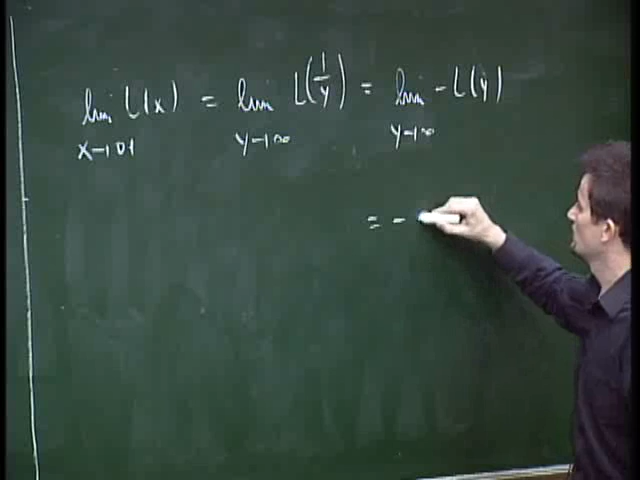 lim L(x) = lim L(1/y) = lim -L(y)
x→0+ y→∞ y→∞
= -